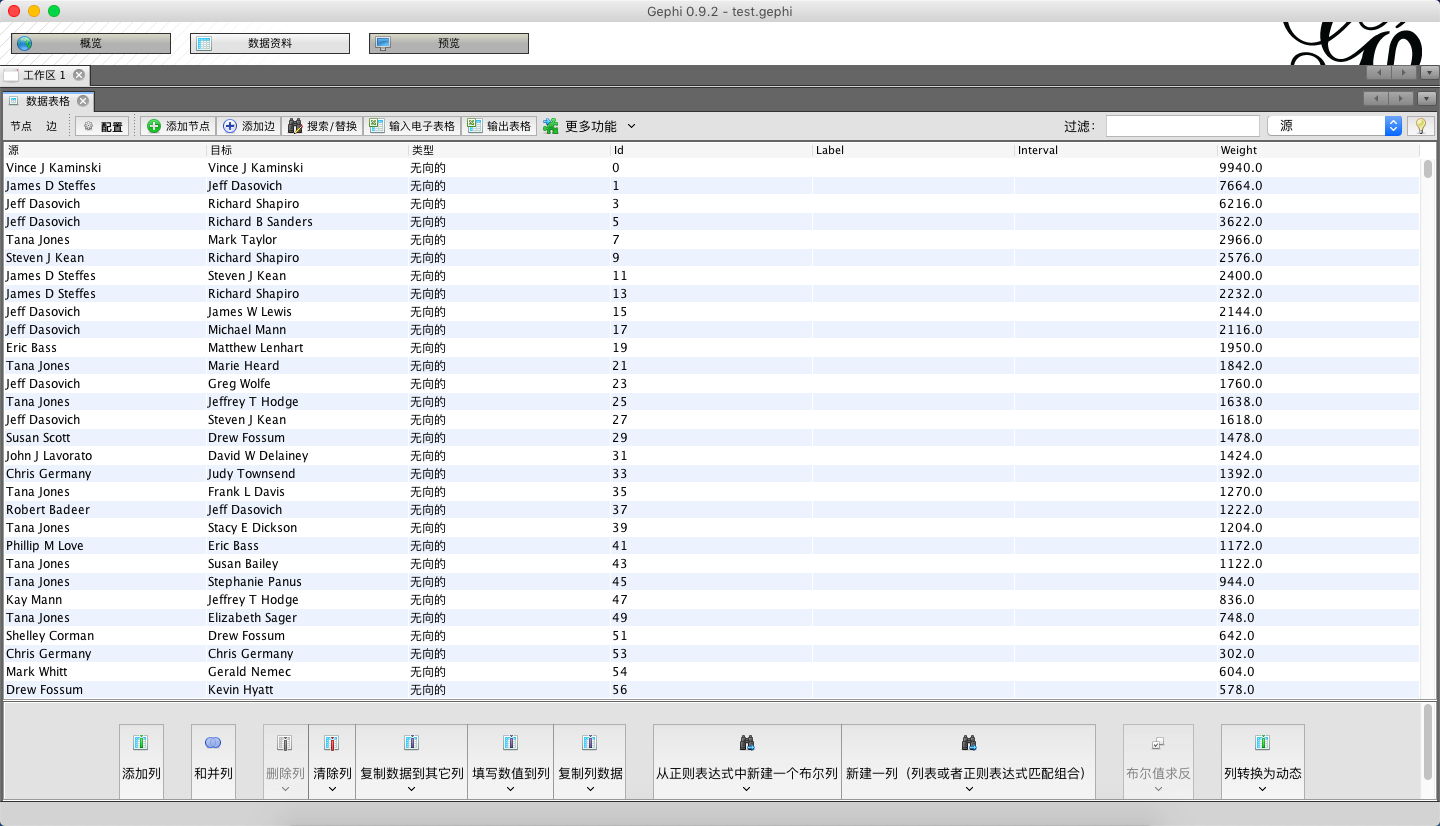 Gephi 0.9.2 - test.gephi
概览 数据资料 预览
工作区 1
数据表格
节点 边 配置 添加节点 添加边 搜索/替换 输入电子表格 输出表格 更多功能 过滤: 源
源 目标 类型 Id Label Interval Weight
Vince J Kaminski Vince J Kaminski 无向的 0 9940.0
James D Steffes Jeff Dasovich 无向的 1 7664.0
Jeff Dasovich Richard Shapiro 无向的 3 6216.0
Jeff Dasovich Richard B Sanders 无向的 5 3622.0
Tana Jones Mark Taylor 无向的 7 2966.0
Steven J Kean Richard Shapiro 无向的 9 2576.0
James D Steffes Steven J Kean 无向的 11 2400.0
James D Steffes Richard Shapiro 无向的 13 2232.0
Jeff Dasovich James W Lewis 无向的 15 2144.0
Jeff Dasovich Michael Mann 无向的 17 2116.0
Eric Bass Matthew Lenhart 无向的 19 1950.0
Tana Jones Marie Heard 无向的 21 1842.0
Jeff Dasovich Greg Wolfe 无向的 23 1760.0
Tana Jones Jeffrey T Hodge 无向的 25 1638.0
Jeff Dasovich Steven J Kean 无向的 27 1618.0
Susan Scott Drew Fossum 无向的 29 1478.0
John J Lavorato David W Delainey 无向的 31 1424.0
Chris Germany Judy Townsend 无向的 33 1392.0
Tana Jones Frank L Davis 无向的 35 1270.0
Robert Badeer Jeff Dasovich 无向的 37 1222.0
Tana Jones Stacy E Dickson 无向的 39 1204.0
Phillip M Love Eric Bass 无向的 41 1172.0
Tana Jones Susan Bailey 无向的 43 1122.0
Tana Jones Stephanie Panus 无向的 45 944.0
Kay Mann Jeffrey T Hodge 无向的 47 836.0
Tana Jones Elizabeth Sager 无向的 49 748.0
Shelley Corman Drew Fossum 无向的 51 642.0
Chris Germany Chris Germany 无向的 53 302.0
Mark Whitt Gerald Nemec 无向的 54 604.0
Drew Fossum Kevin Hyatt 无向的 56 578.0
添加列 和并列 删除列 清除列 复制数据到其它列 填写数值到列 复制列数据 从正则表达式中新建一个布尔列 新建一列（列表或者正则表达式匹配组合） 布尔值求反 列转换为动态